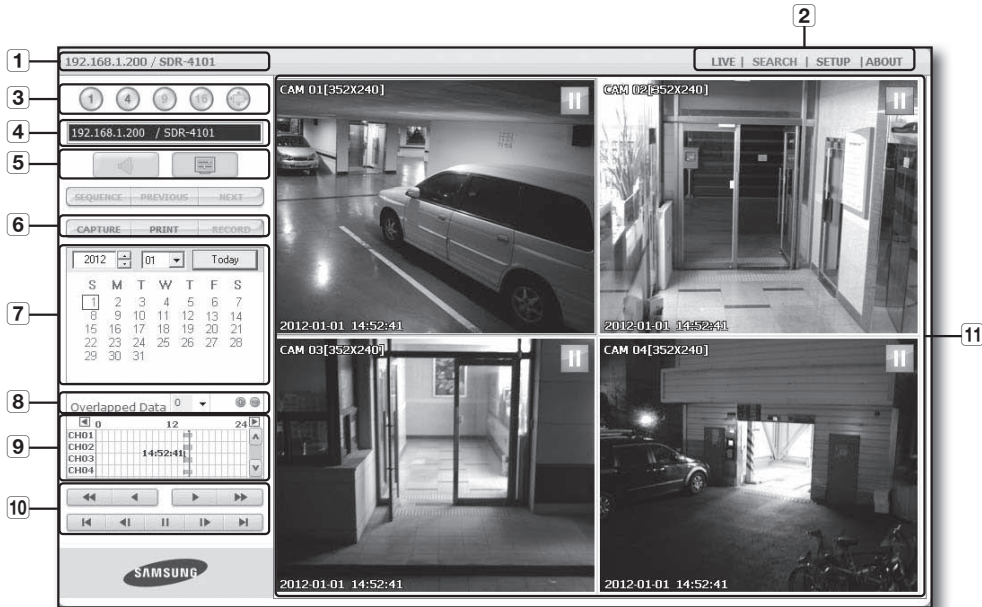 2
1
192.168.1.200 / SDR-4101
LIVE | SEARCH | SETUP | ABOUT
3
1 4 9 16
4
192.168.1.200 / SDR-4101
5
SEQUENCE PREVIOUS NEXT
6
CAPTURE PRINT RECORD
7
2012 01 Today
S M T W T F S
1 2 3 4 5 6 7
8 9 10 11 12 13 14
15 16 17 18 19 20 21
22 23 24 25 26 27 28
29 30 31
8
Overlapped Data 0
9
0 12 24
CH01
CH02
14:52:41
CH03
CH04
10
SAMSUNG
CAM 01[352X240]
2012-01-01 14:52:41
CAM 02[352X240]
2012-01-01 14:52:41
CAM 03[352X240]
2012-01-01 14:52:41
CAM 04[352X240]
2012-01-01 14:52:41
11